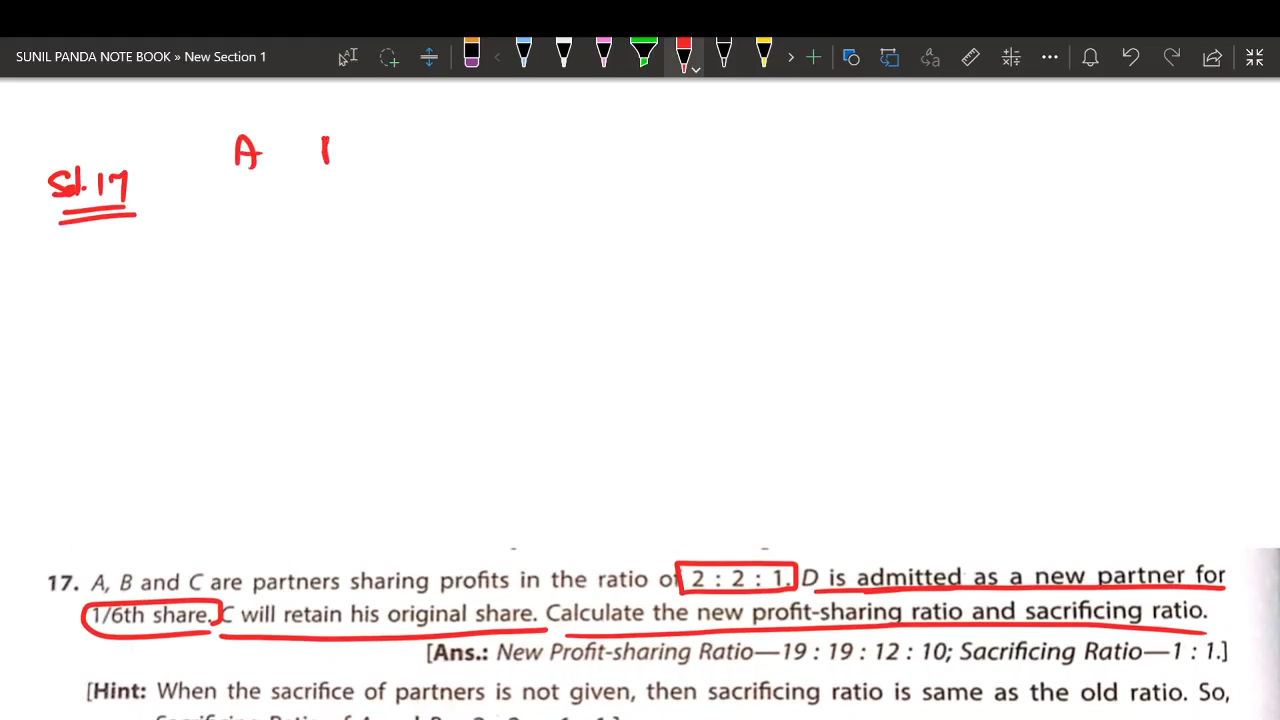 SUNIL PANDA NOTE BOOK » New Section 1
A
Sol. 17
17. A, B and C are partners sharing profits in the ratio of 2 : 2 : 1. D is admitted as a new partner for
1/6th share. C will retain his original share. Calculate the new profit-sharing ratio and sacrificing ratio.
[Ans.: New Profit-sharing Ratio—19 : 19 : 12 : 10; Sacrificing Ratio—1 : 1.]
[Hint: When the sacrifice of partners is not given, then sacrificing ratio is same as the old ratio. So,